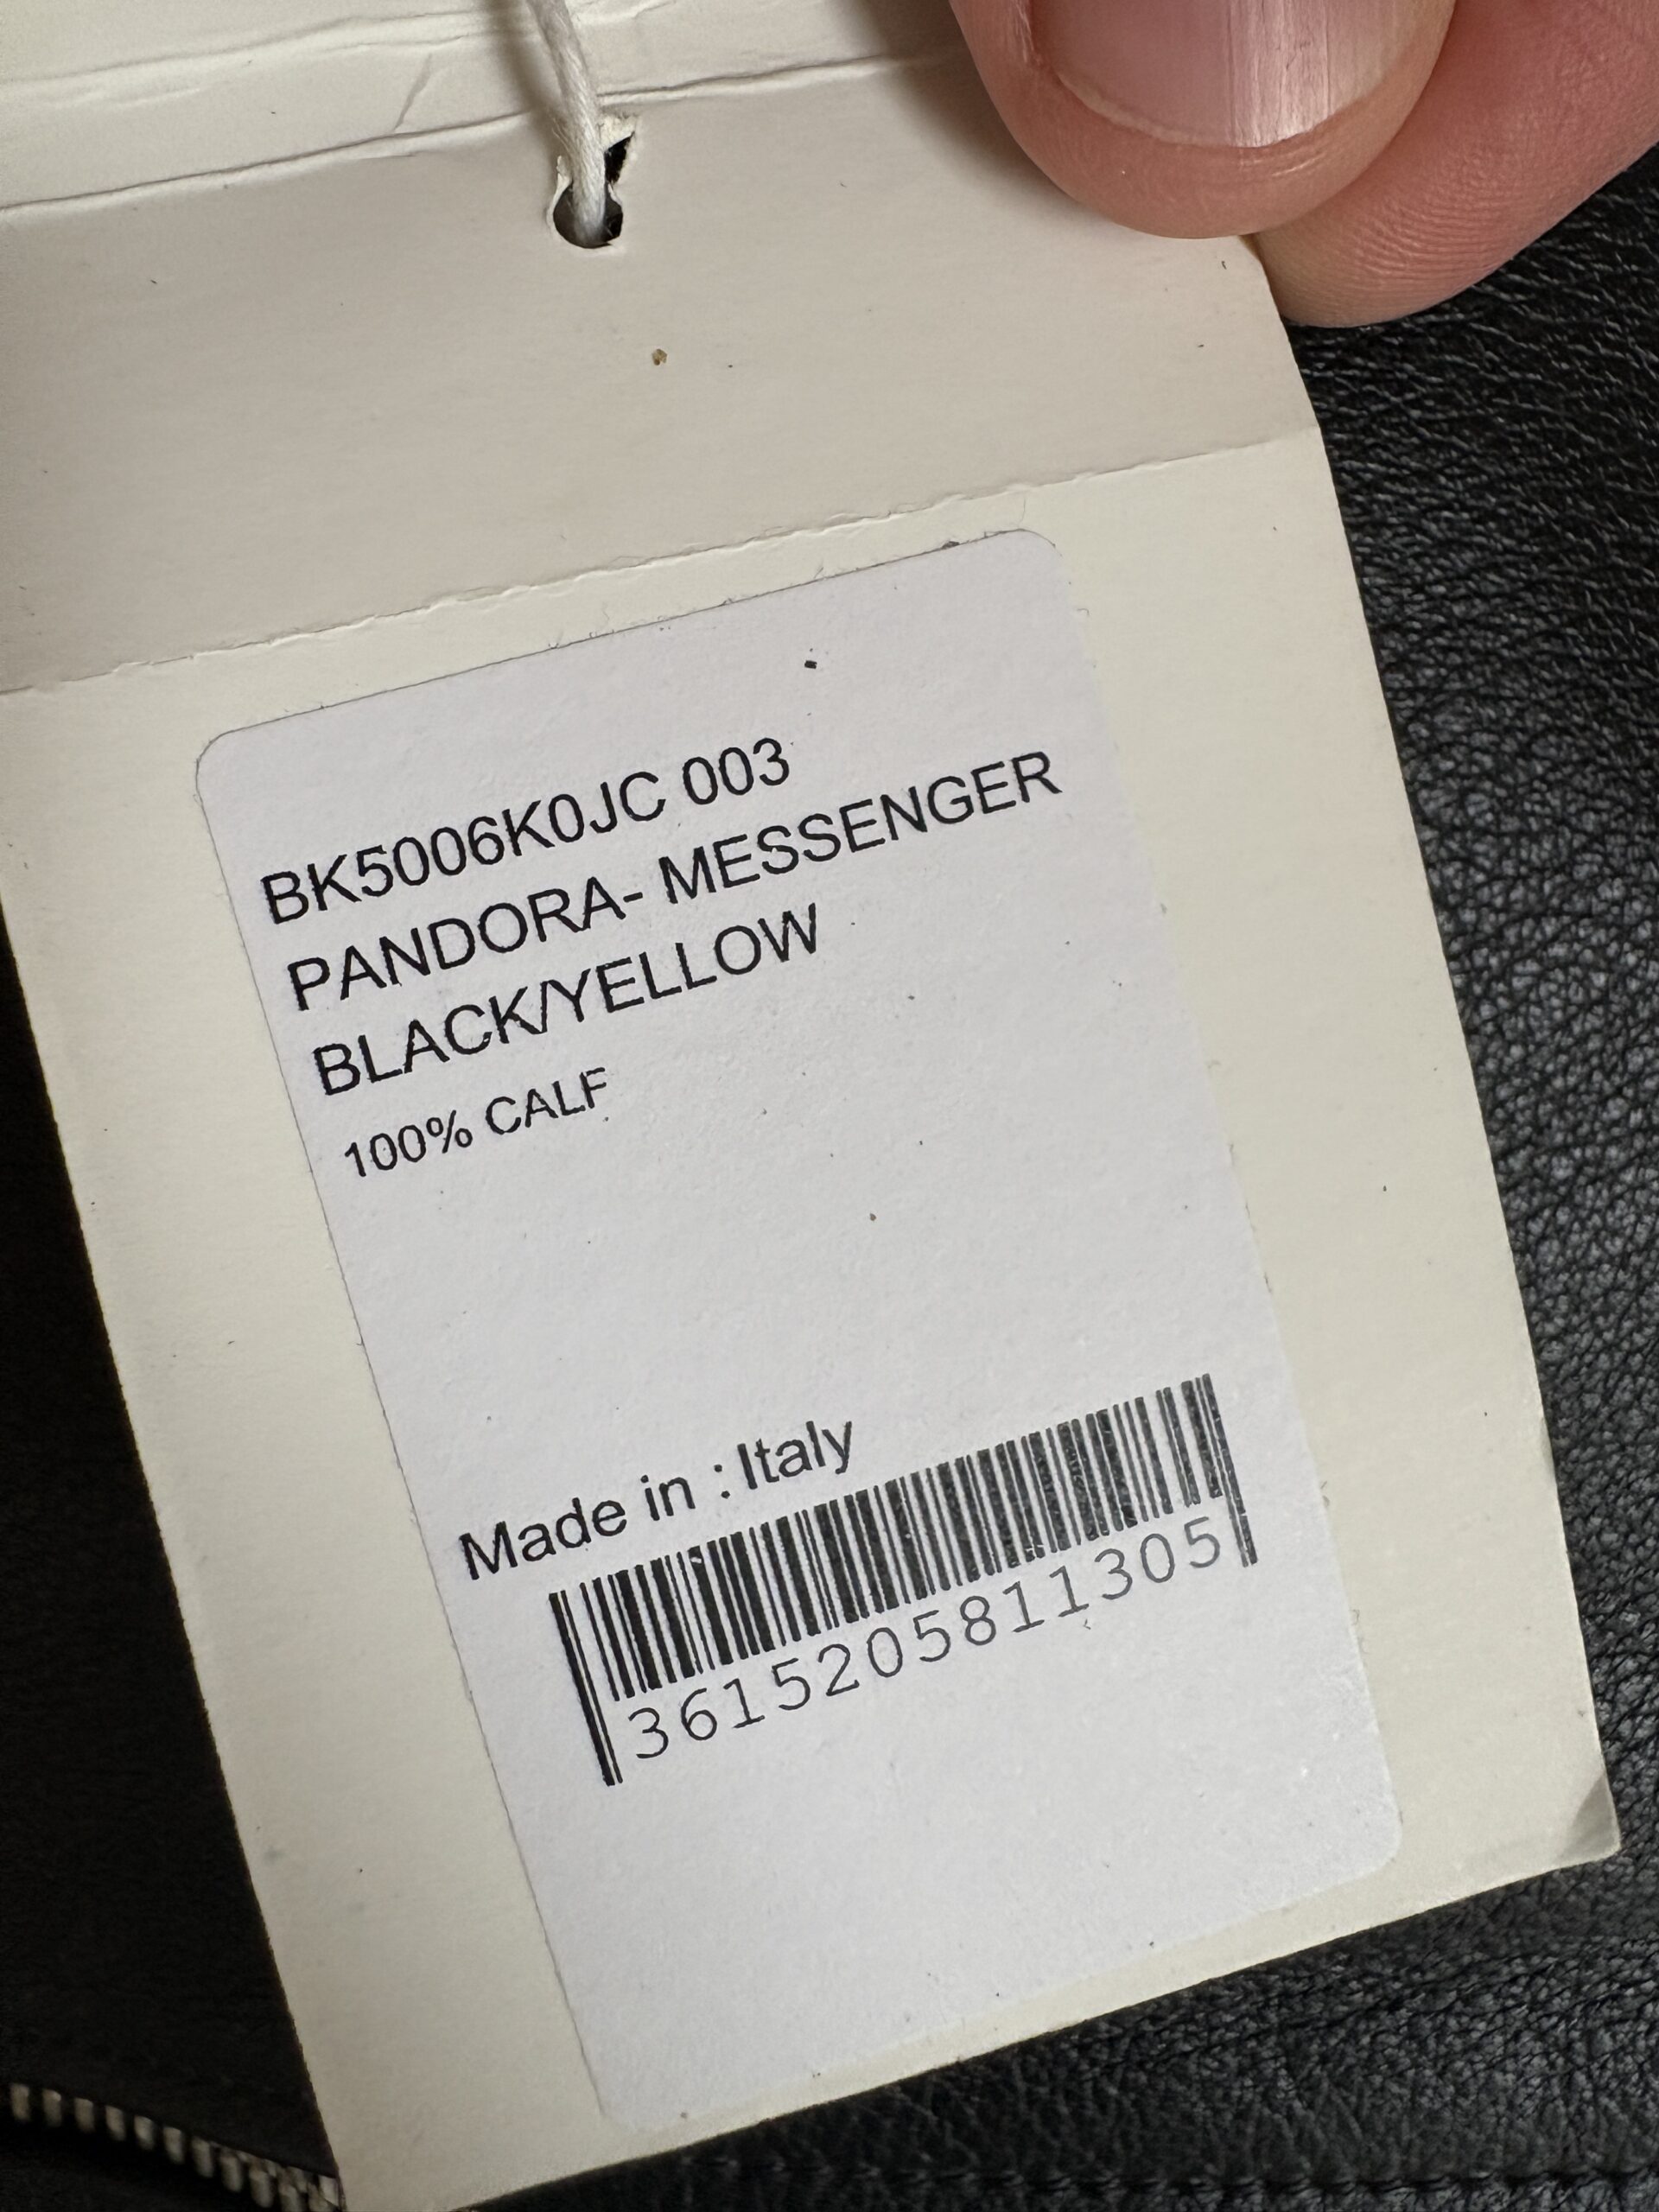 BK5006K0JC 003
PANDORA- MESSENGER
BLACK/YELLOW
100% CALF
Made in : Italy
3615205811305